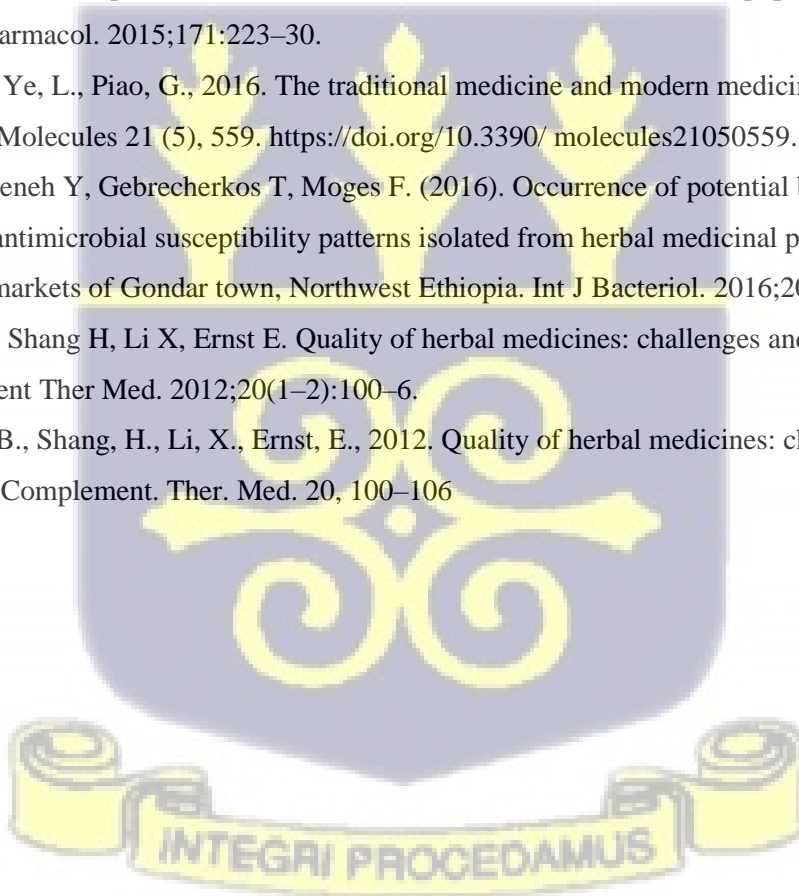 armacol. 2015;171:223–30.
Ye, L., Piao, G., 2016. The traditional medicine and modern medicin
Molecules 21 (5), 559. https://doi.org/10.3390/ molecules21050559.
eneh Y, Gebrecherkos T, Moges F. (2016). Occurrence of potential b
antimicrobial susceptibility patterns isolated from herbal medicinal p
markets of Gondar town, Northwest Ethiopia. Int J Bacteriol. 2016;20
Shang H, Li X, Ernst E. Quality of herbal medicines: challenges and
ent Ther Med. 2012;20(1–2):100–6.
B., Shang, H., Li, X., Ernst, E., 2012. Quality of herbal medicines: cl
Complement. Ther. Med. 20, 100–106
INTEGRI PROCEDAMUS